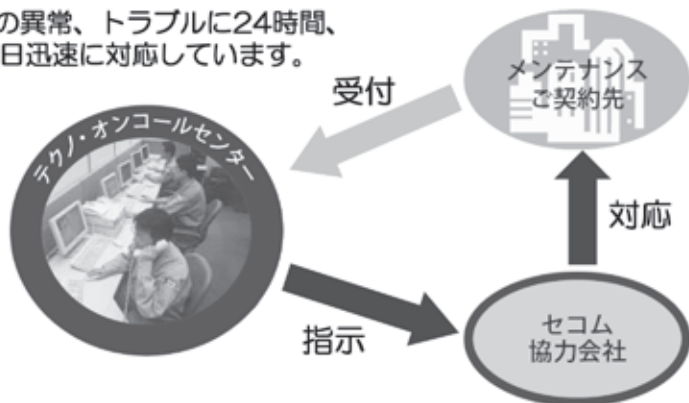 の異常、トラブルに24時間、
日迅速に対応しています。
受付
メンテナンス
ご契約先
テクノ・オンコールセンター
対応
指示
セコム
協力会社